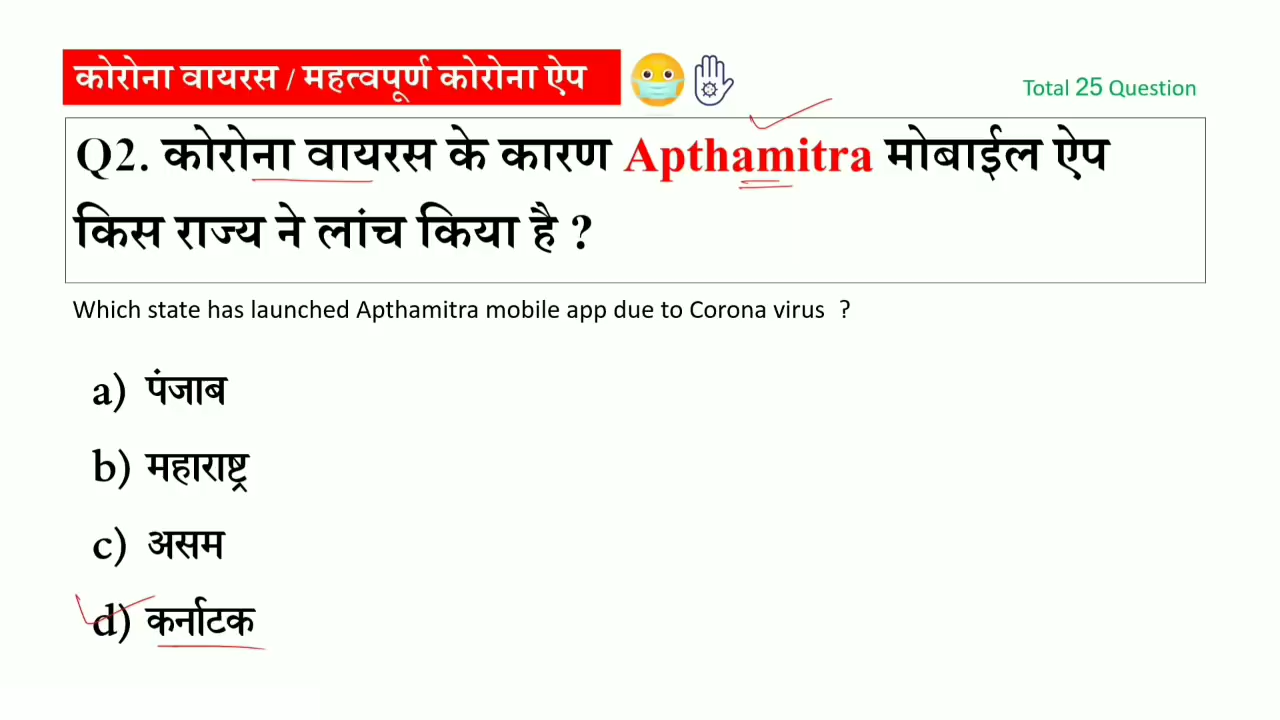 कोरोना वायरस / महत्वपूर्ण कोरोना ऐप
Total 25 Question
Q2. कोरोना वायरस के कारण Apthamitra मोबाईल ऐप
किस राज्य ने लांच किया है ?
Which state has launched Apthamitra mobile app due to Corona virus ?
a) पंजाब
b) महाराष्ट्र
c) असम
d) कर्नाटक